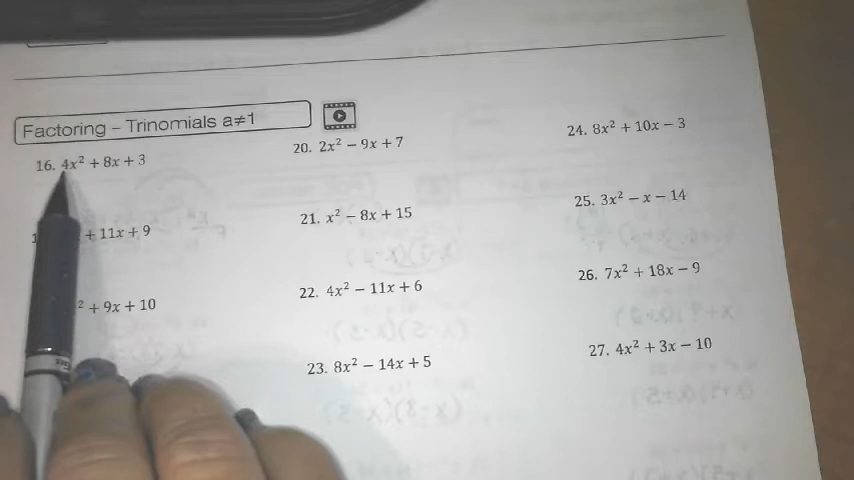 Factoring – Trinomials a≠1
16. 4x² + 8x + 3
+ 11x + 9
² + 9x + 10
20. 2x² − 9x + 7
21. x² − 8x + 15
22. 4x² − 11x + 6
23. 8x² − 14x + 5
24. 8x² + 10x − 3
25. 3x² − x − 14
26. 7x² + 18x − 9
27. 4x² + 3x − 10